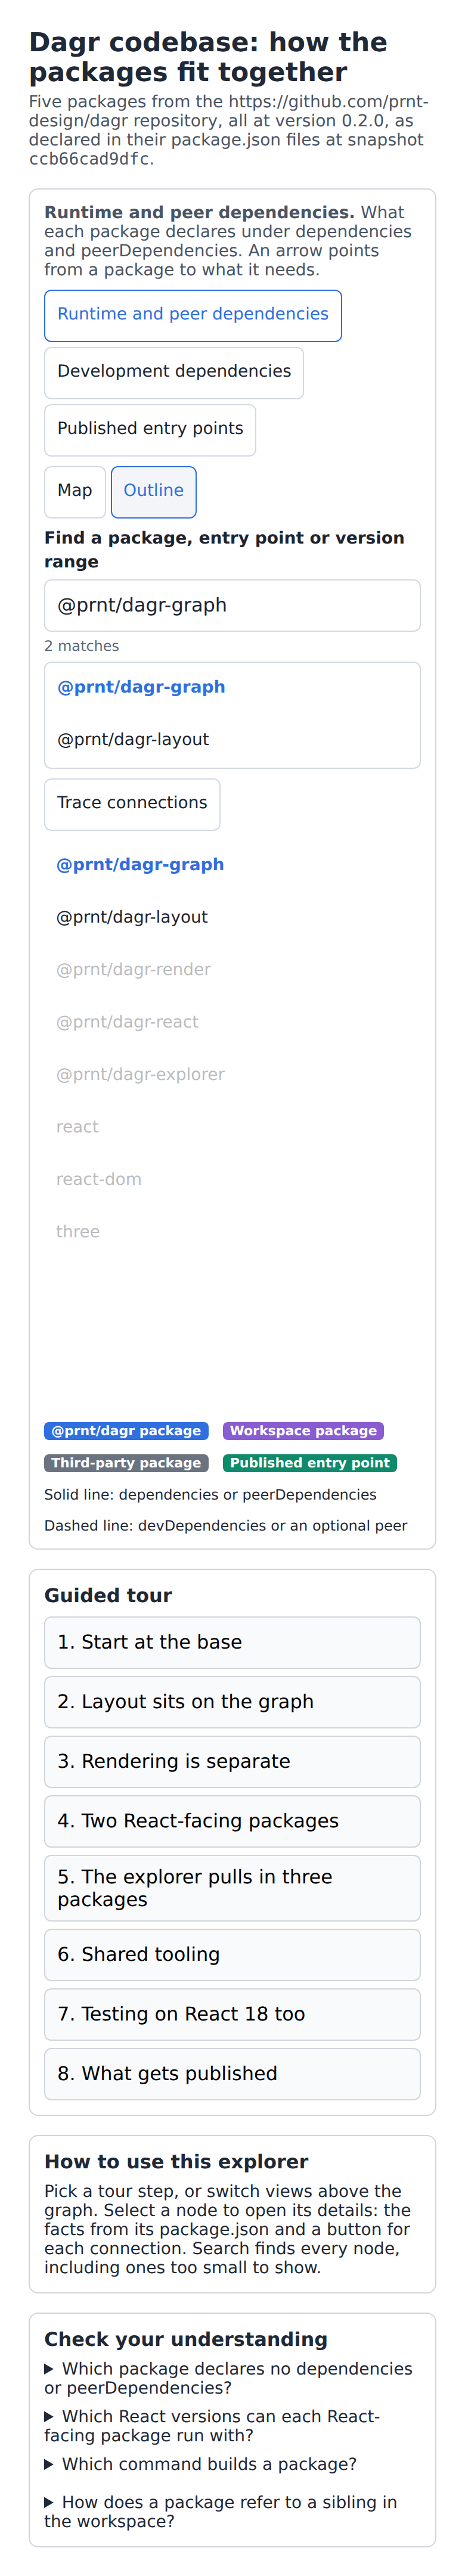 Dagr codebase: how the
packages fit together
Five packages from the https://github.com/prnt-
design/dagr repository, all at version 0.2.0, as
declared in their package.json files at snapshot
ccb66cad9dfc.
Runtime and peer dependencies. What
each package declares under dependencies
and peerDependencies. An arrow points
from a package to what it needs.
Runtime and peer dependencies
Development dependencies
Published entry points
Map
Outline
Find a package, entry point or version
range
@prnt/dagr-graph
2 matches
@prnt/dagr-graph
@prnt/dagr-layout
Trace connections
@prnt/dagr-graph
@prnt/dagr-layout
@prnt/dagr-render
@prnt/dagr-react
@prnt/dagr-explorer
react
react-dom
three
@prnt/dagr package
Workspace package
Third-party package
Published entry point
Solid line: dependencies or peerDependencies
Dashed line: devDependencies or an optional peer
Guided tour
1. Start at the base
2. Layout sits on the graph
3. Rendering is separate
4. Two React-facing packages
5. The explorer pulls in three
packages
6. Shared tooling
7. Testing on React 18 too
8. What gets published
How to use this explorer
Pick a tour step, or switch views above the
graph. Select a node to open its details: the
facts from its package.json and a button for
each connection. Search finds every node,
including ones too small to show.
Check your understanding
▶ Which package declares no dependencies
or peerDependencies?
▶ Which React versions can each React-
facing package run with?
▶ Which command builds a package?
▶ How does a package refer to a sibling in
the workspace?